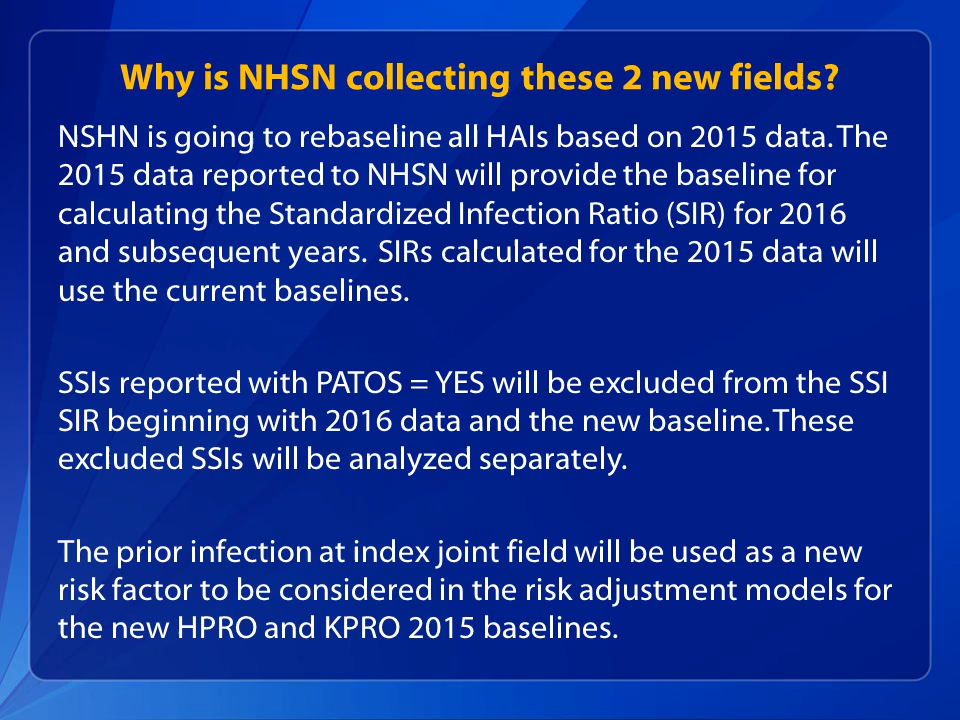 Why is NHSN collecting these 2 new fields?
NSHN is going to rebaseline all HAIs based on 2015 data. The
2015 data reported to NHSN will provide the baseline for
calculating the Standardized Infection Ratio (SIR) for 2016
and subsequent years.  SIRs calculated for the 2015 data will
use the current baselines.
SSIs reported with PATOS = YES will be excluded from the SSI
SIR beginning with 2016 data and the new baseline. These
excluded SSIs will be analyzed separately.
The prior infection at index joint field will be used as a new
risk factor to be considered in the risk adjustment models for
the new HPRO and KPRO 2015 baselines.